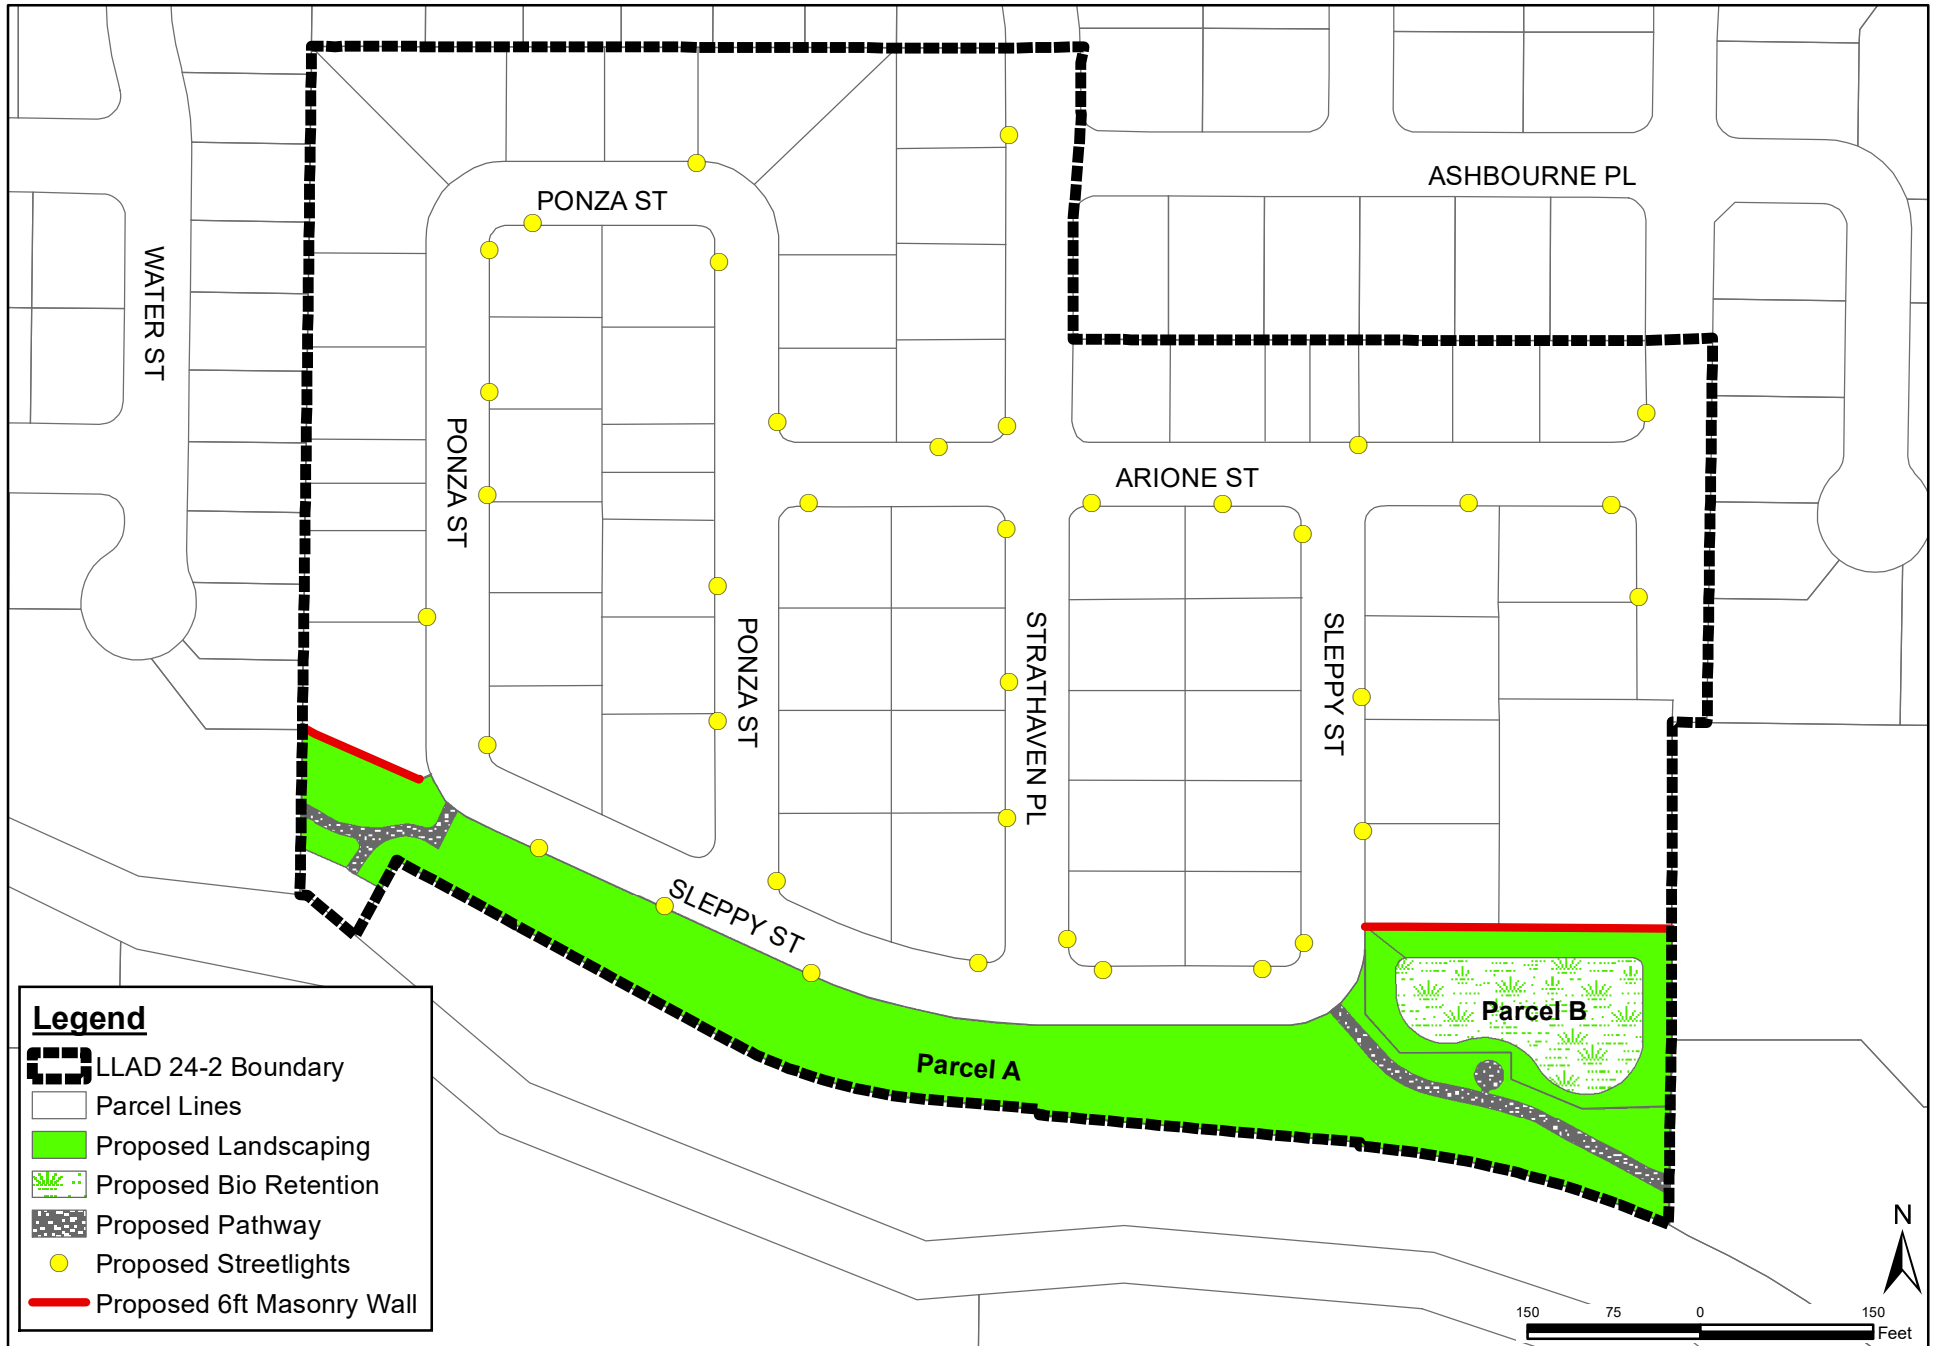 PONZA ST
ASHBOURNE PL
WATER ST
PONZA ST
ARIONE ST
PONZA ST
STRATHAVEN PL
SLEPPY ST
SLEPPY ST
Parcel B
Parcel A
Legend
LLAD 24-2 Boundary
Parcel Lines
Proposed Landscaping
Proposed Bio Retention
Proposed Pathway
Proposed Streetlights
Proposed 6ft Masonry Wall
N
150 75 0 150
Feet